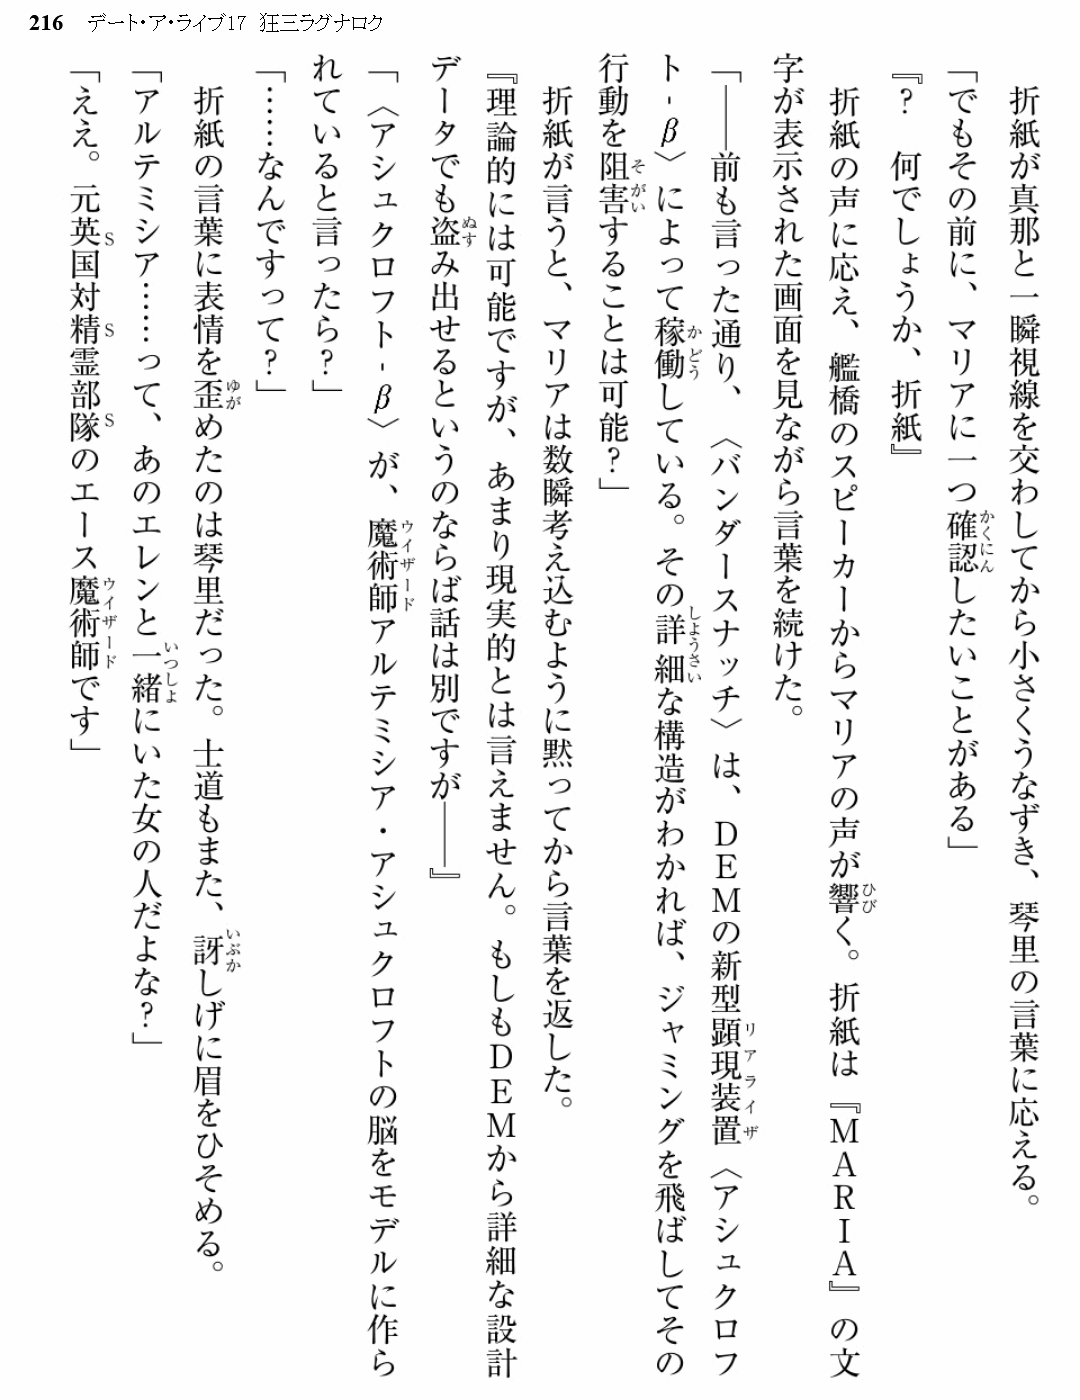 216 デート・ア・ライブ17 狂三ラグナロク
折紙が真那と一瞬視線を交わしてから小さくうなずき、琴里の言葉に応える。
「でもその前に、マリアに一つ確認したいことがある」
『? 何でしょうか、折紙』
折紙の声に応え、艦橋のスピーカーからマリアの声が響く。折紙は『MARIA』の文
字が表示された画面を見ながら言葉を続けた。
「――前も言った通り、〈バンダースナッチ〉は、DEMの新型顕現装置〈アシュクロフ
ト‐β〉によって稼働している。その詳細な構造がわかれば、ジャミングを飛ばしてその
行動を阻害することは可能?」
折紙が言うと、マリアは数瞬考え込むように黙ってから言葉を返した。
『理論的には可能ですが、あまり現実的とは言えません。もしもDEMから詳細な設計
データでも盗み出せるというのならば話は別ですが――』
「〈アシュクロフト‐β〉が、魔術師アルテミシア・アシュクロフトの脳をモデルに作ら
れていると言ったら?」
「……なんですって?」
折紙の言葉に表情を歪めたのは琴里だった。士道もまた、訝しげに眉をひそめる。
「アルテミシア……って、あのエレンと一緒にいた女の人だよな?」
「ええ。元英国対精霊部隊のエース魔術師です」